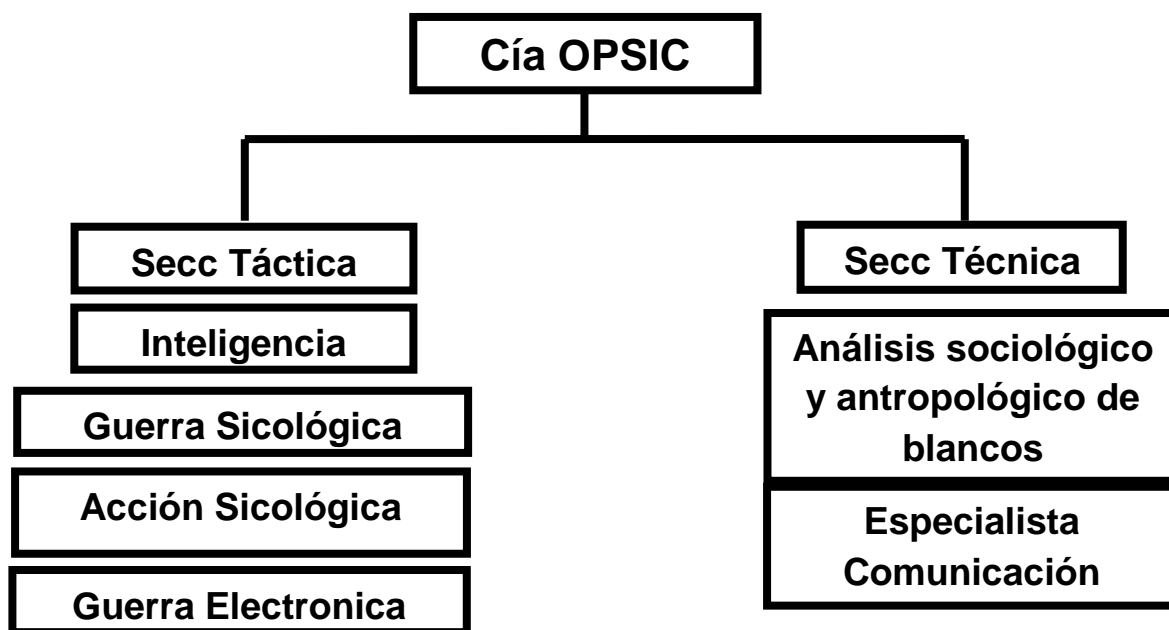 Cía OPSIC
Secc Táctica
Inteligencia
Guerra Sicológica
Acción Sicológica
Guerra Electronica
Secc Técnica
Análisis sociológico
y antropológico de
blancos
Especialista
Comunicación